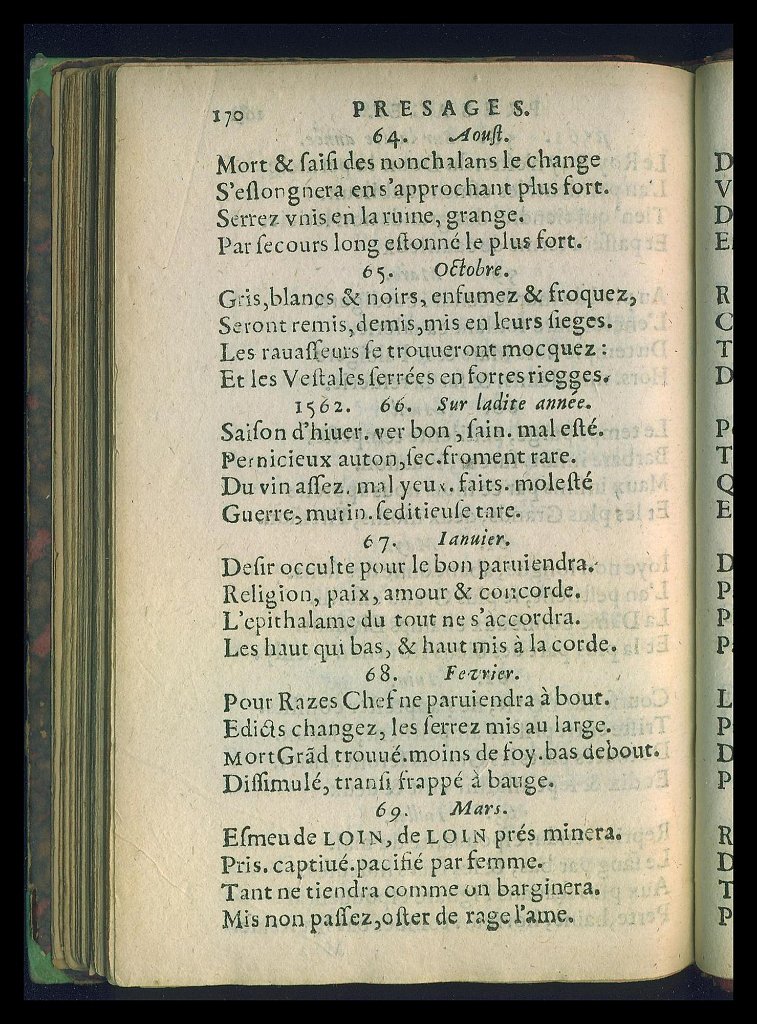 170 PRESAGES.
64. Aouſt.
Mort & ſaiſi des nonchalans le change
S'eſlongnera en s'approchant plus fort.
Serrez vnis en la ruine, grange.
Par ſecours long eſtonné le plus fort.
65. Octobre.
Gris, blancs & noirs, enfumez & froquez,
Seront remis, demis, mis en leurs ſieges.
Les rauaſſeurs ſe trouueront mocquez :
Et les Veſtales ſerrées en fortes riegges.
1562. 66. Sur ladite année.
Saiſon d'hiuer. ver bon, ſain. mal eſté.
Pernicieux auton, ſec. froment rare.
Du vin aſſez. mal yeux. faits. moleſté
Guerre, mutin. ſeditieuſe tare.
67. Ianuier.
Deſir occulte pour le bon paruiendra.
Religion, paix, amour & concorde.
L'epithalame du tout ne s'accordra.
Les haut qui bas, & haut mis à la corde.
68. Fevrier.
Pour Razes Chef ne paruiendra à bout.
Edicts changez, les ſerrez mis au large.
Mort Grãd trouué. moins de foy. bas debout.
Diſſimulé, tranſi frappé à bauge.
69. Mars.
Eſmeu de LOIN, de LOIN prés minera.
Pris. captiué. pacifié par femme.
Tant ne tiendra comme on barginera.
Mis non paſſez, oſter de rage l'ame.